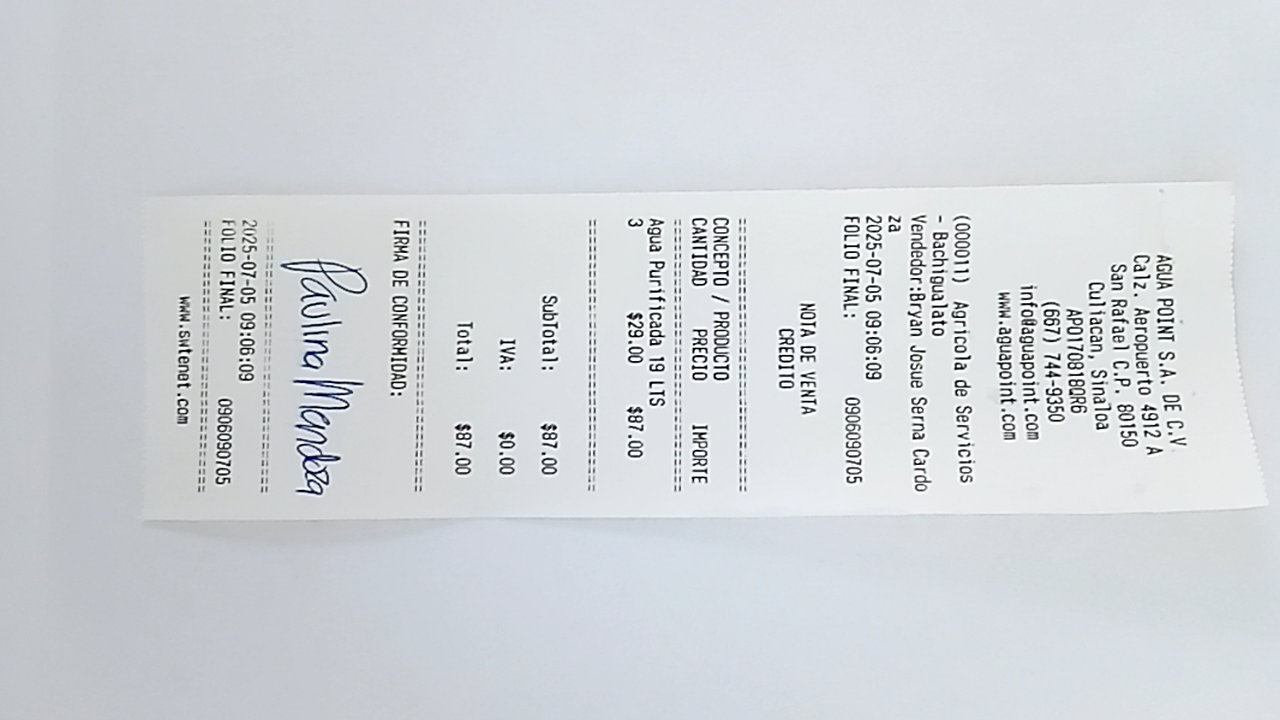 AGUA POINT S.A. DE C.V.
Calz. Aeropuerto 4912 A
San Rafael C.P. 80150
Culiacan, Sinaloa
APO170818QR6
(667) 744-9350
info@aguapoint.com
www.aguapoint.com
(000011) Agricola de Servicios
- Bachigualato
Vendedor:Bryan Josue Serna Cardo
za
2025-07-05 09:06:09
FOLIO FINAL: 0906090705
NOTA DE VENTA
CREDITO
================================
CONCEPTO / PRODUCTO
CANTIDAD PRECIO IMPORTE
================================
Agua Purificada 19 LTS
3 $29.00 $87.00
================================
SubTotal: $87.00
IVA: $0.00
Total: $87.00
================================
FIRMA DE CONFORMIDAD:
Paulina Mendoza
================================
2025-07-05 09:06:09
FOLIO FINAL: 0906090705
================================
www.swtenet.com